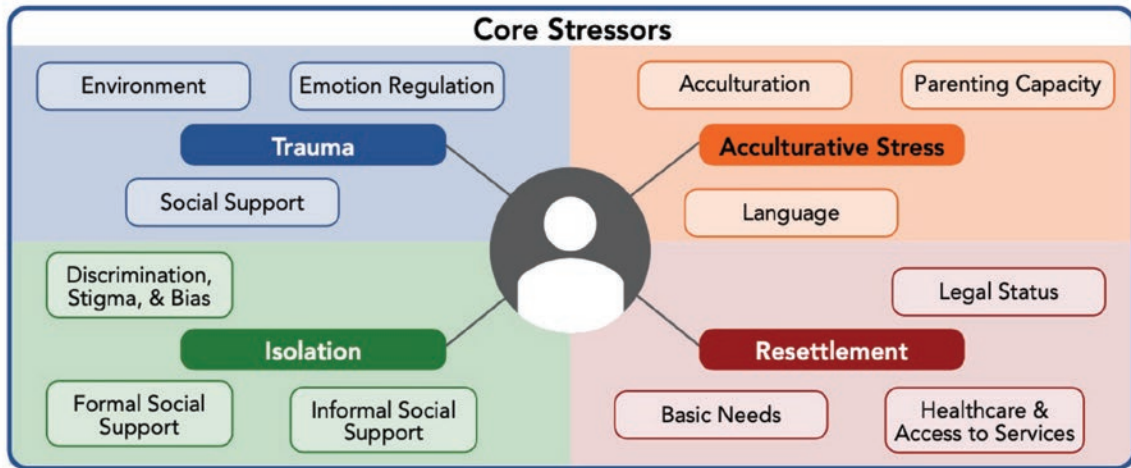 Core Stressors
Environment
Emotion Regulation
Trauma
Social Support
Acculturation
Parenting Capacity
Acculturative Stress
Language
Discrimination,
Stigma, & Bias
Isolation
Formal Social
Support
Informal Social
Support
Legal Status
Resettlement
Basic Needs
Healthcare &
Access to Services